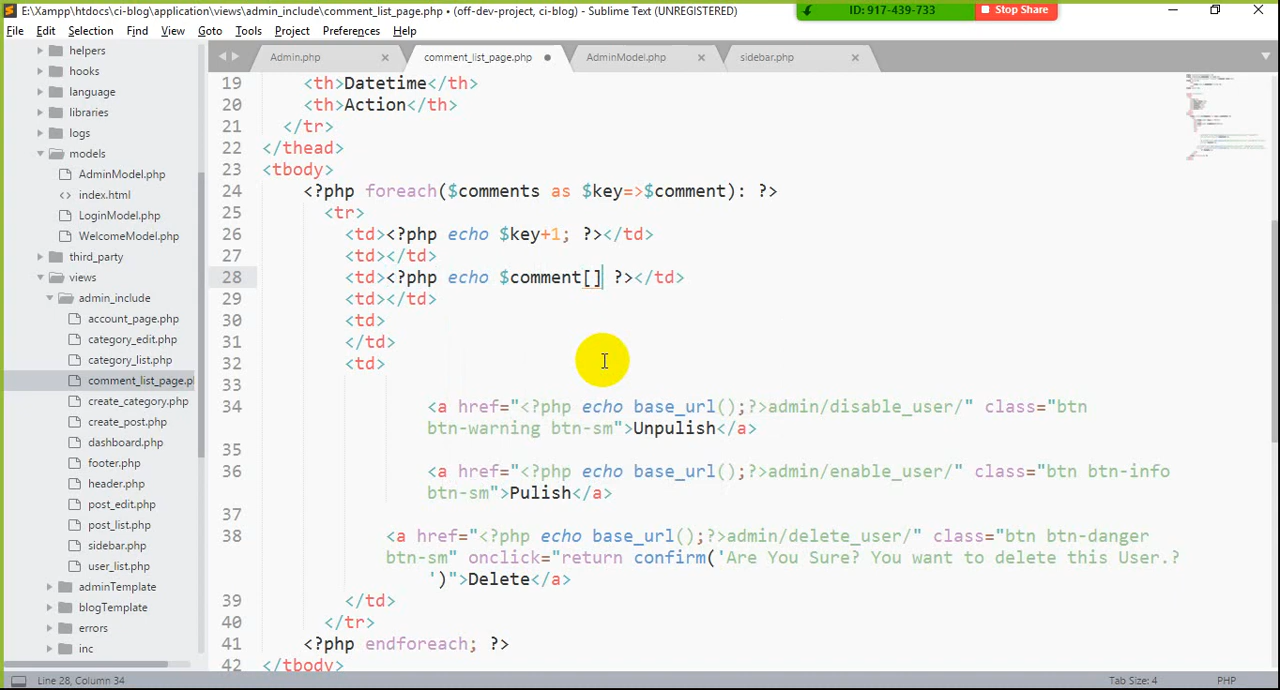 E:\Xampp\htdocs\ci-blog\application\views\admin_include\comment_list_page.php • (off-dev-project, ci-blog) - Sublime Text (UNREGISTERED)
ID: 917-439-733
Stop Share
File Edit Selection Find View Goto Tools Project Preferences Help
helpers
hooks
language
libraries
logs
models
AdminModel.php
index.html
LoginModel.php
WelcomeModel.php
third_party
views
admin_include
account_page.php
category_edit.php
category_list.php
comment_list_page.p
create_category.php
create_post.php
dashboard.php
footer.php
header.php
post_edit.php
post_list.php
sidebar.php
user_list.php
adminTemplate
blogTemplate
errors
inc
Admin.php
comment_list_page.php
AdminModel.php
sidebar.php
19 <th>Datetime</th>
20 <th>Action</th>
21 </tr>
22 </thead>
23 <tbody>
24 <?php foreach($comments as $key=>$comment): ?>
25 <tr>
26 <td><?php echo $key+1; ?></td>
27 <td></td>
28 <td><?php echo $comment[] ?></td>
29 <td></td>
30 <td>
31 </td>
32 <td>
33
34 <a href="<?php echo base_url();?>admin/disable_user/" class="btn
btn-warning btn-sm">Unpulish</a>
35
36 <a href="<?php echo base_url();?>admin/enable_user/" class="btn btn-info
btn-sm">Pulish</a>
37
38 <a href="<?php echo base_url();?>admin/delete_user/" class="btn btn-danger
btn-sm" onclick="return confirm('Are You Sure? You want to delete this User.?
')">Delete</a>
39 </td>
40 </tr>
41 <?php endforeach; ?>
42 </tbody>
Line 28, Column 34
Tab Size: 4
PHP